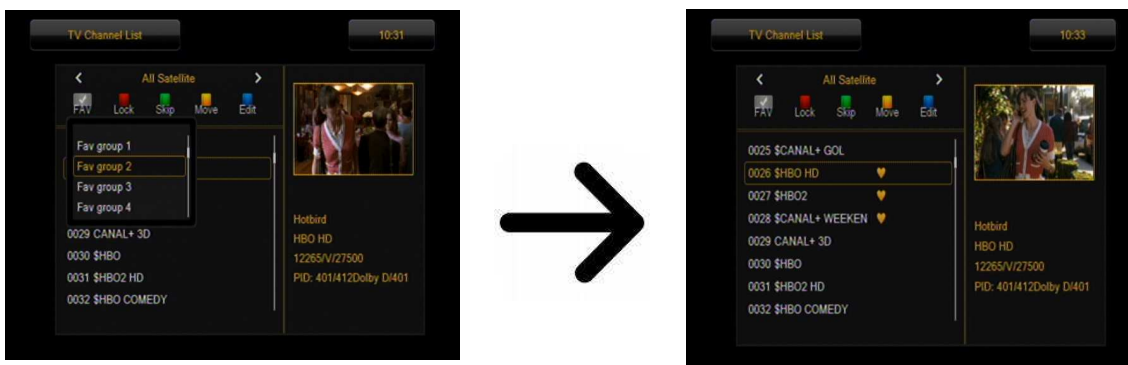 TV Channel List
10:31
All Satellite
FAV Lock Skip Move Edit
Fav group 1
Fav group 2
Fav group 3
Fav group 4
0029 CANAL+ 3D
0030 $HBO
0031 $HBO2 HD
0032 $HBO COMEDY
Hotbird
HBO HD
12265/V/27500
PID: 401/412Dolby D/401
TV Channel List
10:33
All Satellite
FAV Lock Skip Move Edit
0025 $CANAL+ GOL
0026 $HBO HD
0027 $HBO2
0028 $CANAL+ WEEKEN
0029 CANAL+ 3D
0030 $HBO
0031 $HBO2 HD
0032 $HBO COMEDY
Hotbird
HBO HD
12265/V/27500
PID: 401/412Dolby D/401